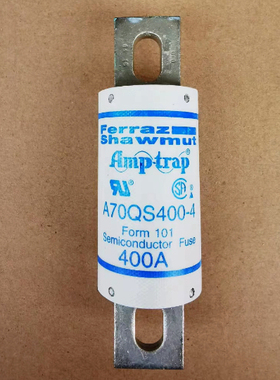 Ferraz
Shawmut
Amp-trap
A70QS400-4
Form 101
Semiconductor Fuse
400A